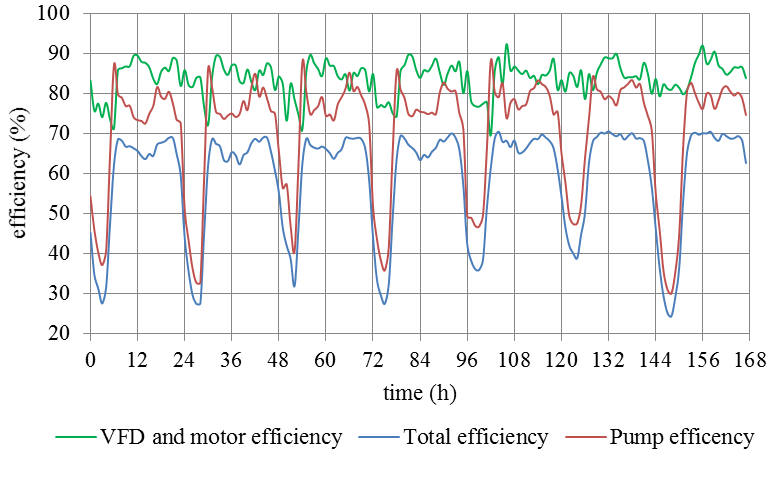 100
90
80
70
60
50
40
30
20
efficiency (%)
0 12 24 36 48 60 72 84 96 108 120 132 144 156 168
time (h)
VFD and motor efficiency Total efficiency Pump efficency